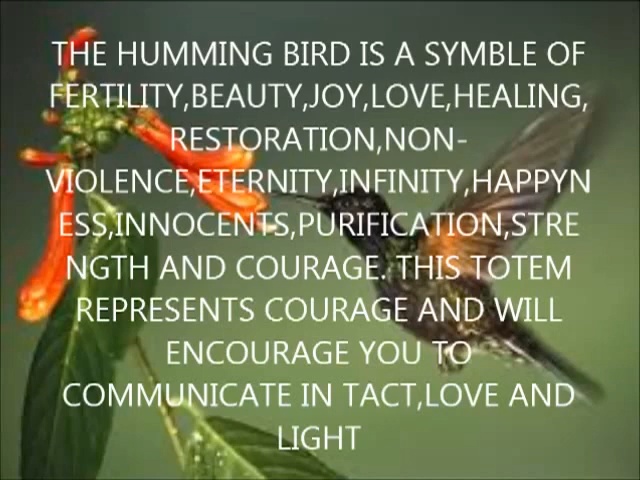 THE HUMMING BIRD IS A SYMBLE OF
FERTILITY,BEAUTY,JOY,LOVE,HEALING,
RESTORATION,NON-
VIOLENCE,ETERNITY,INFINITY,HAPPYN
ESS,INNOCENTS,PURIFICATION,STRE
NGTH AND COURAGE. THIS TOTEM
REPRESENTS COURAGE AND WILL
ENCOURAGE YOU TO
COMMUNICATE IN TACT,LOVE AND
LIGHT